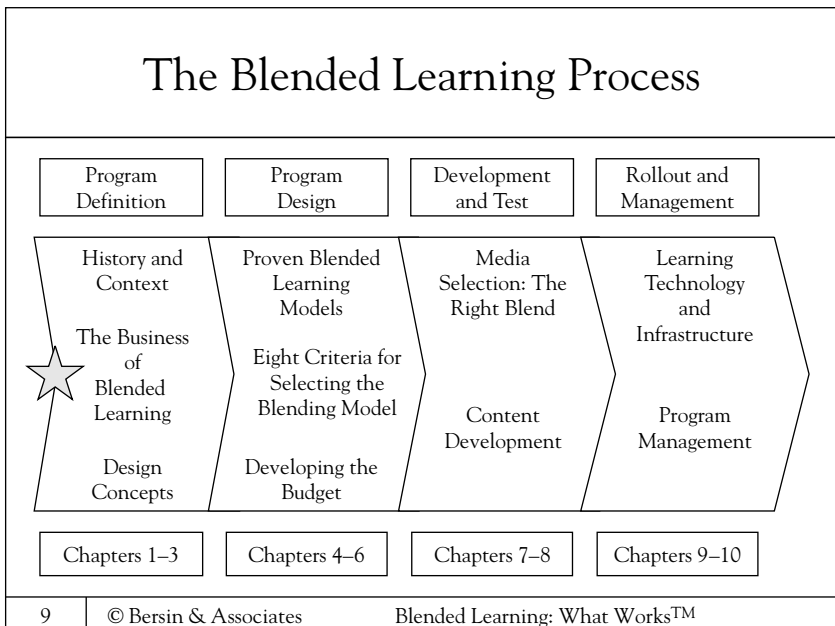 The Blended Learning Process
Program
Definition
Program
Design
Development
and Test
Rollout and
Management
History and
Context
The Business
of
Blended
Learning
Design
Concepts
Proven Blended
Learning
Models
Eight Criteria for
Selecting the
Blending Model
Developing the
Budget
Media
Selection: The
Right Blend
Content
Development
Learning
Technology
and
Infrastructure
Program
Management
Chapters 1–3
Chapters 4–6
Chapters 7–8
Chapters 9–10
9 © Bersin & Associates Blended Learning: What Works™